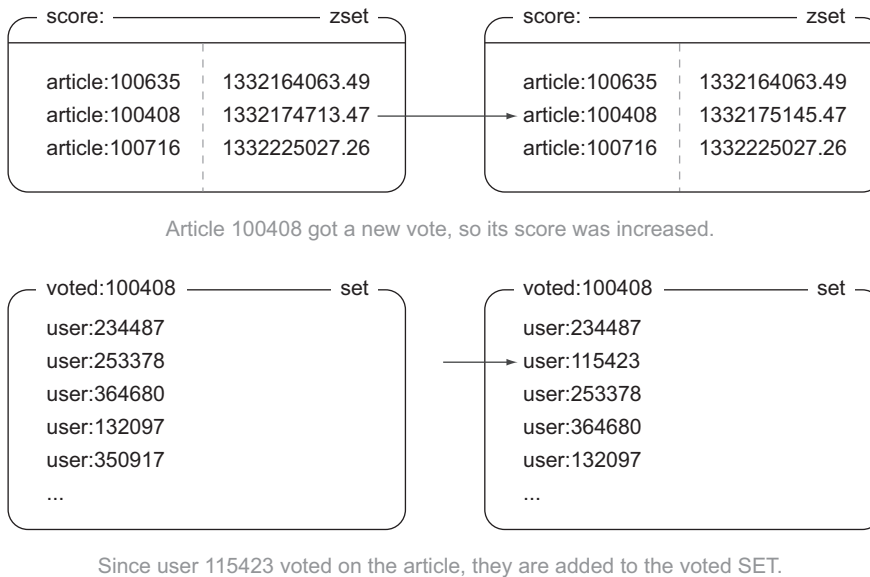 score: zset
article:100635 1332164063.49
article:100408 1332174713.47
article:100716 1332225027.26
score: zset
article:100635 1332164063.49
article:100408 1332175145.47
article:100716 1332225027.26
Article 100408 got a new vote, so its score was increased.
voted:100408 set
user:234487
user:253378
user:364680
user:132097
user:350917
...
voted:100408 set
user:234487
user:115423
user:253378
user:364680
user:132097
...
Since user 115423 voted on the article, they are added to the voted SET.